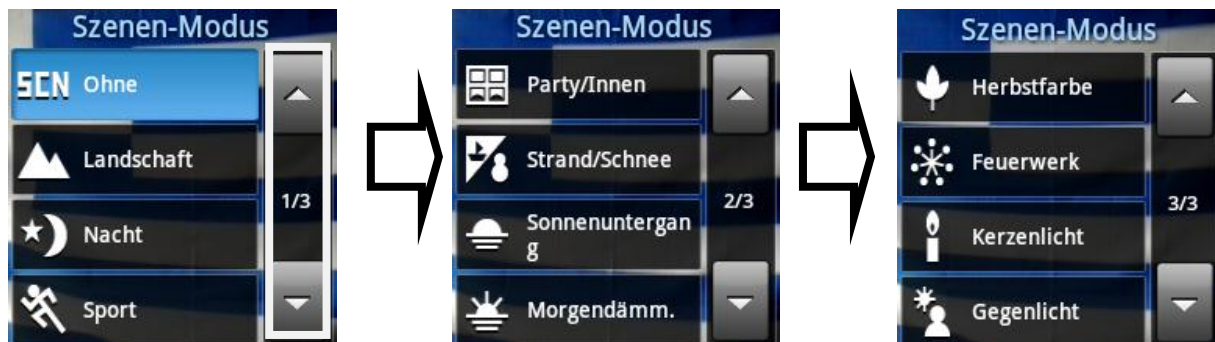 Szenen-Modus
SCN Ohne
Landschaft
Nacht
Sport
1/3
Szenen-Modus
Party/Innen
Strand/Schnee
Sonnenuntergan
g
Morgendämm.
2/3
Szenen-Modus
Herbstfarbe
Feuerwerk
Kerzenlicht
Gegenlicht
3/3